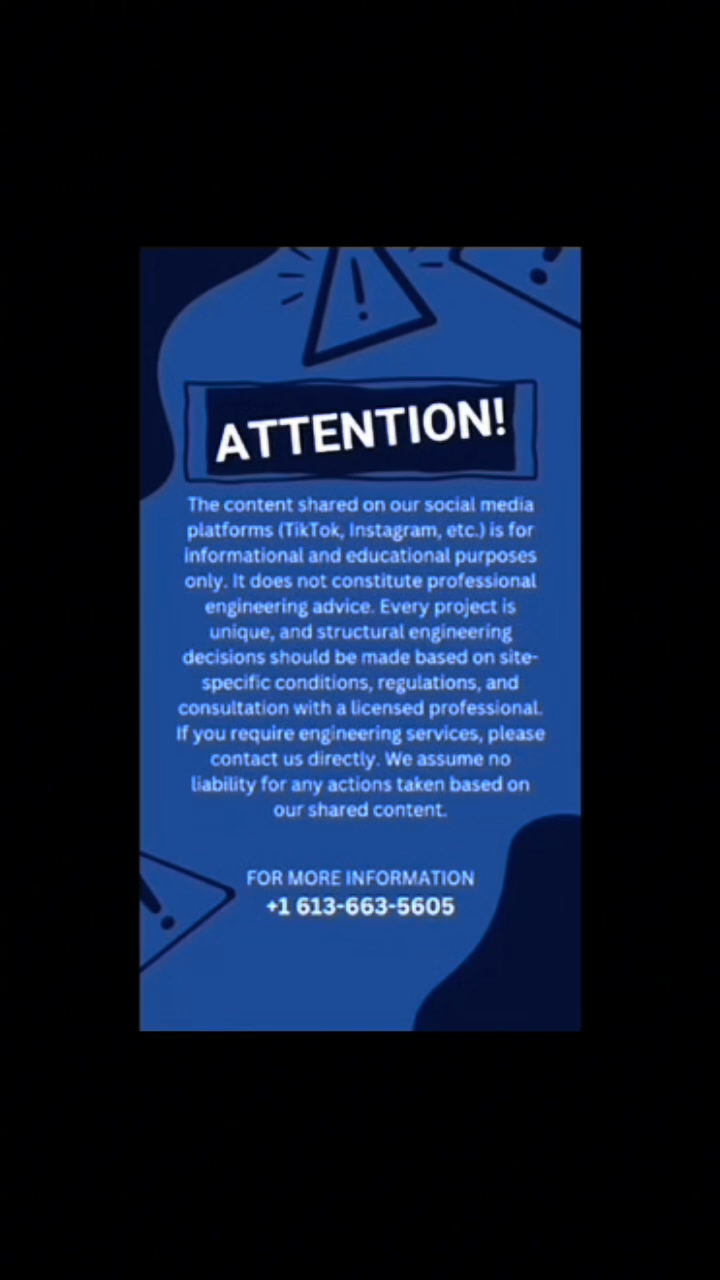 ATTENTION!
The content shared on our social media
platforms (TikTok, Instagram, etc.) is for
informational and educational purposes
only. It does not constitute professional
engineering advice. Every project is
unique, and structural engineering
decisions should be made based on site-
specific conditions, regulations, and
consultation with a licensed professional.
If you require engineering services, please
contact us directly. We assume no
liability for any actions taken based on
our shared content.
FOR MORE INFORMATION
+1 613-663-5605